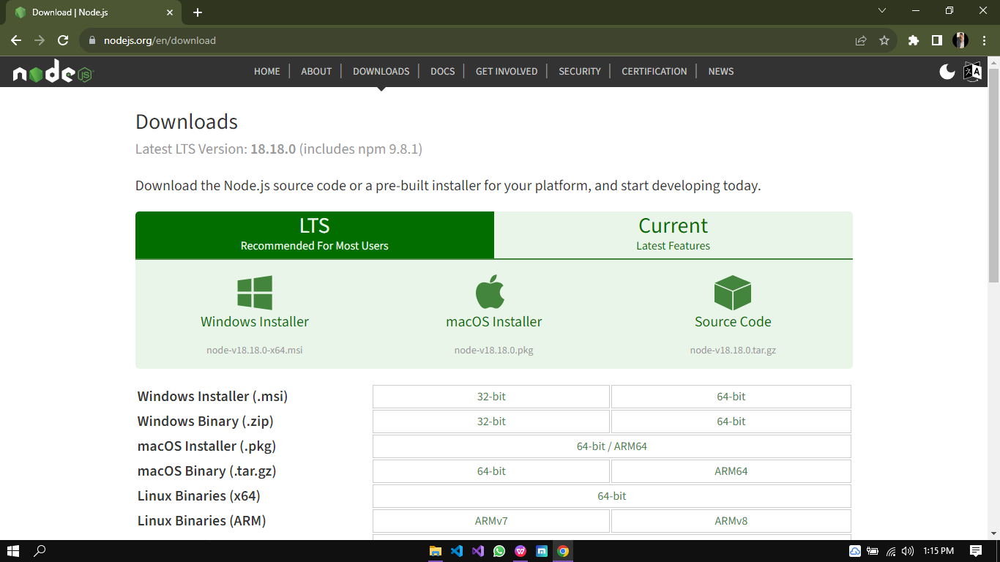 Download | Node.js
nodejs.org/en/download
node JS
HOME ABOUT DOWNLOADS DOCS GET INVOLVED SECURITY CERTIFICATION NEWS
Downloads
Latest LTS Version: 18.18.0 (includes npm 9.8.1)
Download the Node.js source code or a pre-built installer for your platform, and start developing today.
LTS
Recommended For Most Users
Current
Latest Features
Windows Installer
node-v18.18.0-x64.msi
macOS Installer
node-v18.18.0.pkg
Source Code
node-v18.18.0.tar.gz
Windows Installer (.msi) 32-bit 64-bit
Windows Binary (.zip) 32-bit 64-bit
macOS Installer (.pkg) 64-bit / ARM64
macOS Binary (.tar.gz) 64-bit ARM64
Linux Binaries (x64) 64-bit
Linux Binaries (ARM) ARMv7 ARMv8
1:15 PM